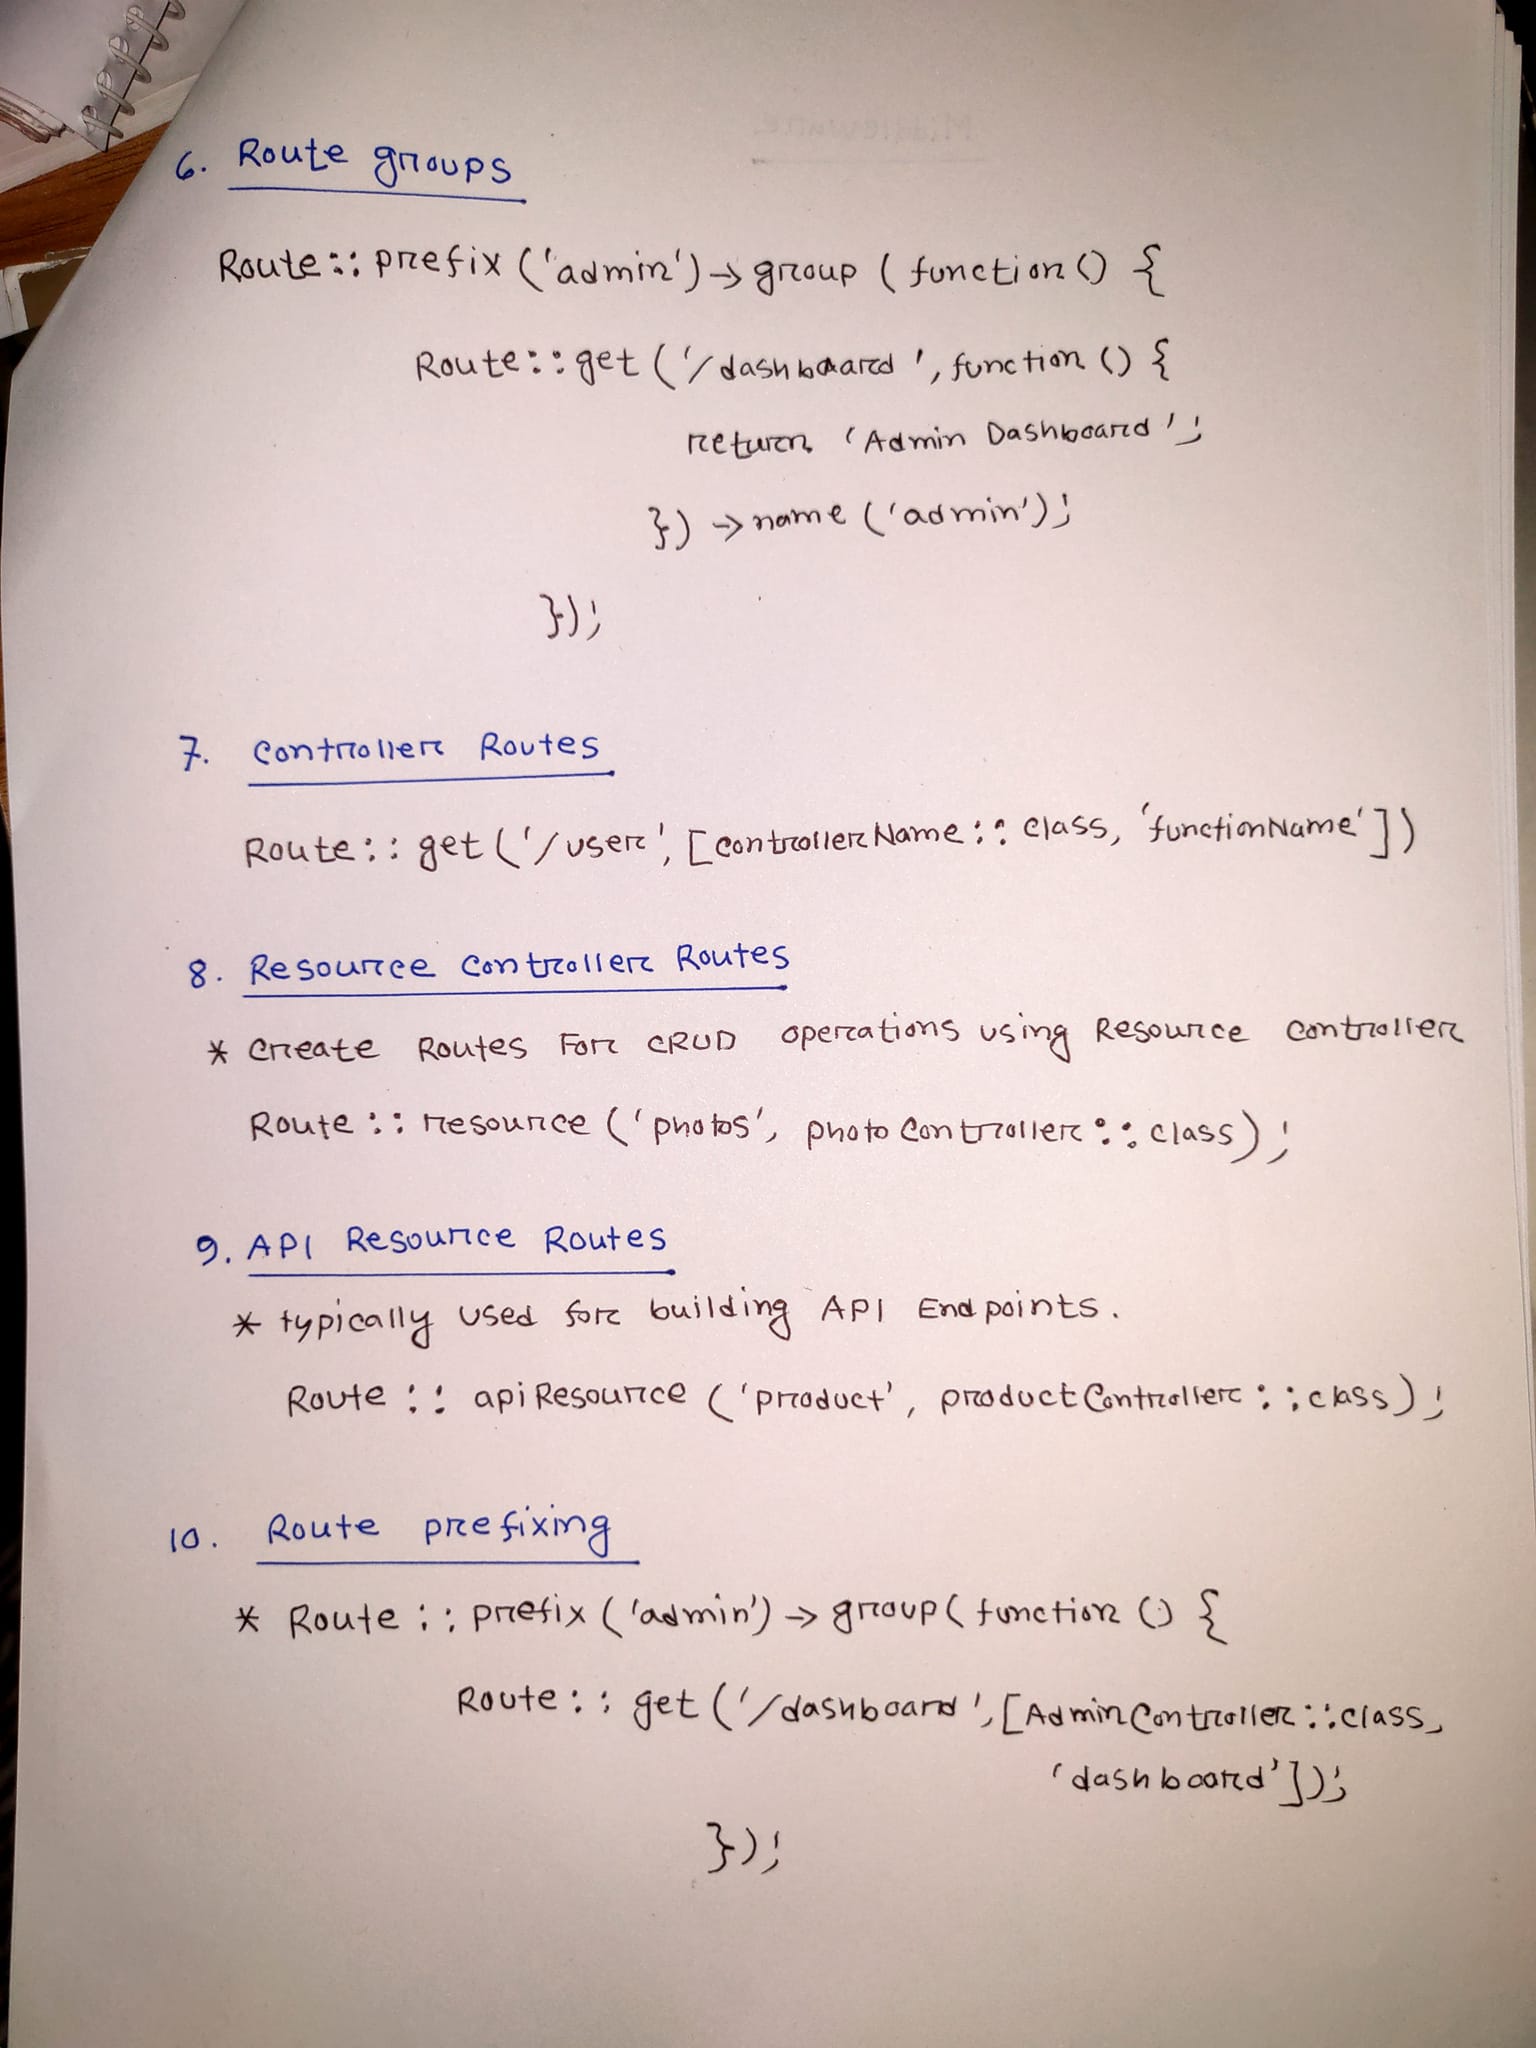 6. Route groups
Route::prefix('admin')->group(function() {
Route::get('/dashboard', function() {
return 'Admin Dashboard';
})->name('admin');
});
7. Controller Routes
Route::get('/user', [controllerName::class, 'functionName'])
8. Resource Controller Routes
* Create Routes For CRUD operations using Resource controller
Route::resource('photos', photoController::class);
9. API Resource Routes
* typically used for building API Endpoints.
Route::apiResource('product', productController::class);
10. Route prefixing
* Route::prefix('admin')->group(function() {
Route::get('/dashboard', [AdminController::class,
'dashboard']);
});